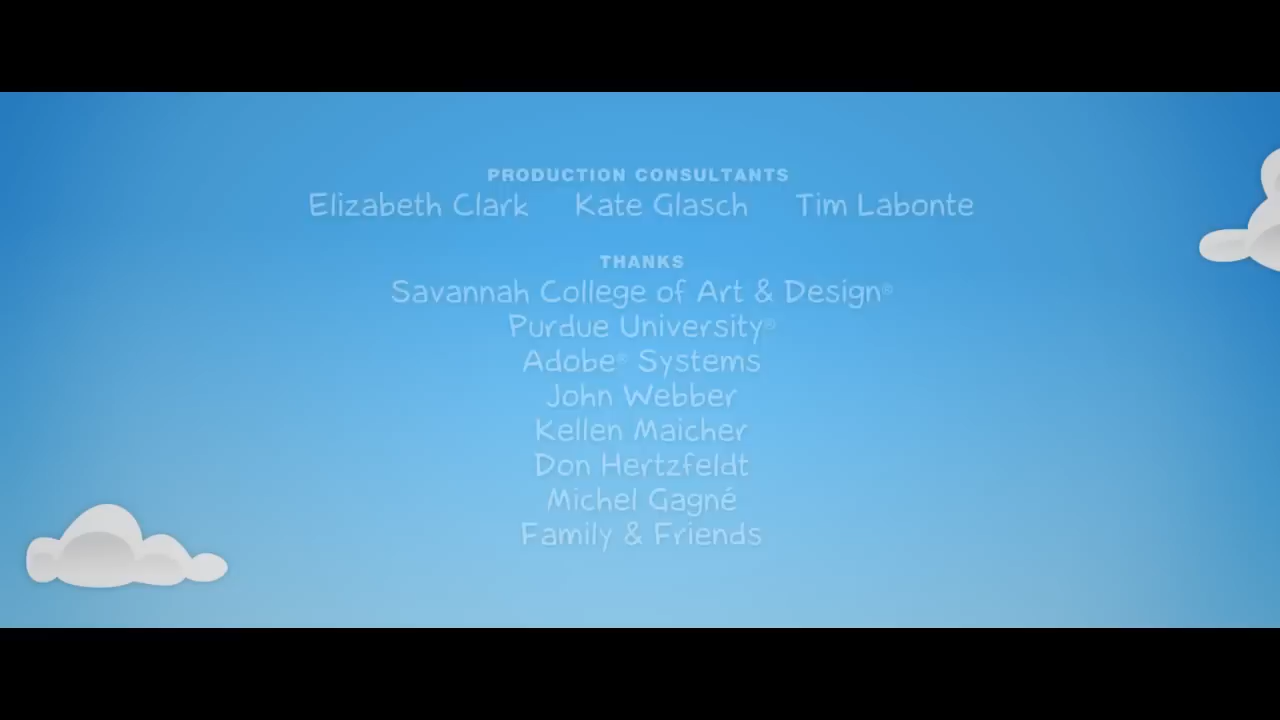 PRODUCTION CONSULTANTS
Elizabeth Clark Kate Glasch Tim Labonte
THANKS
Savannah College of Art & Design®
Purdue University®
Adobe® Systems
John Webber
Kellen Maicher
Don Hertzfeldt
Michel Gagné
Family & Friends